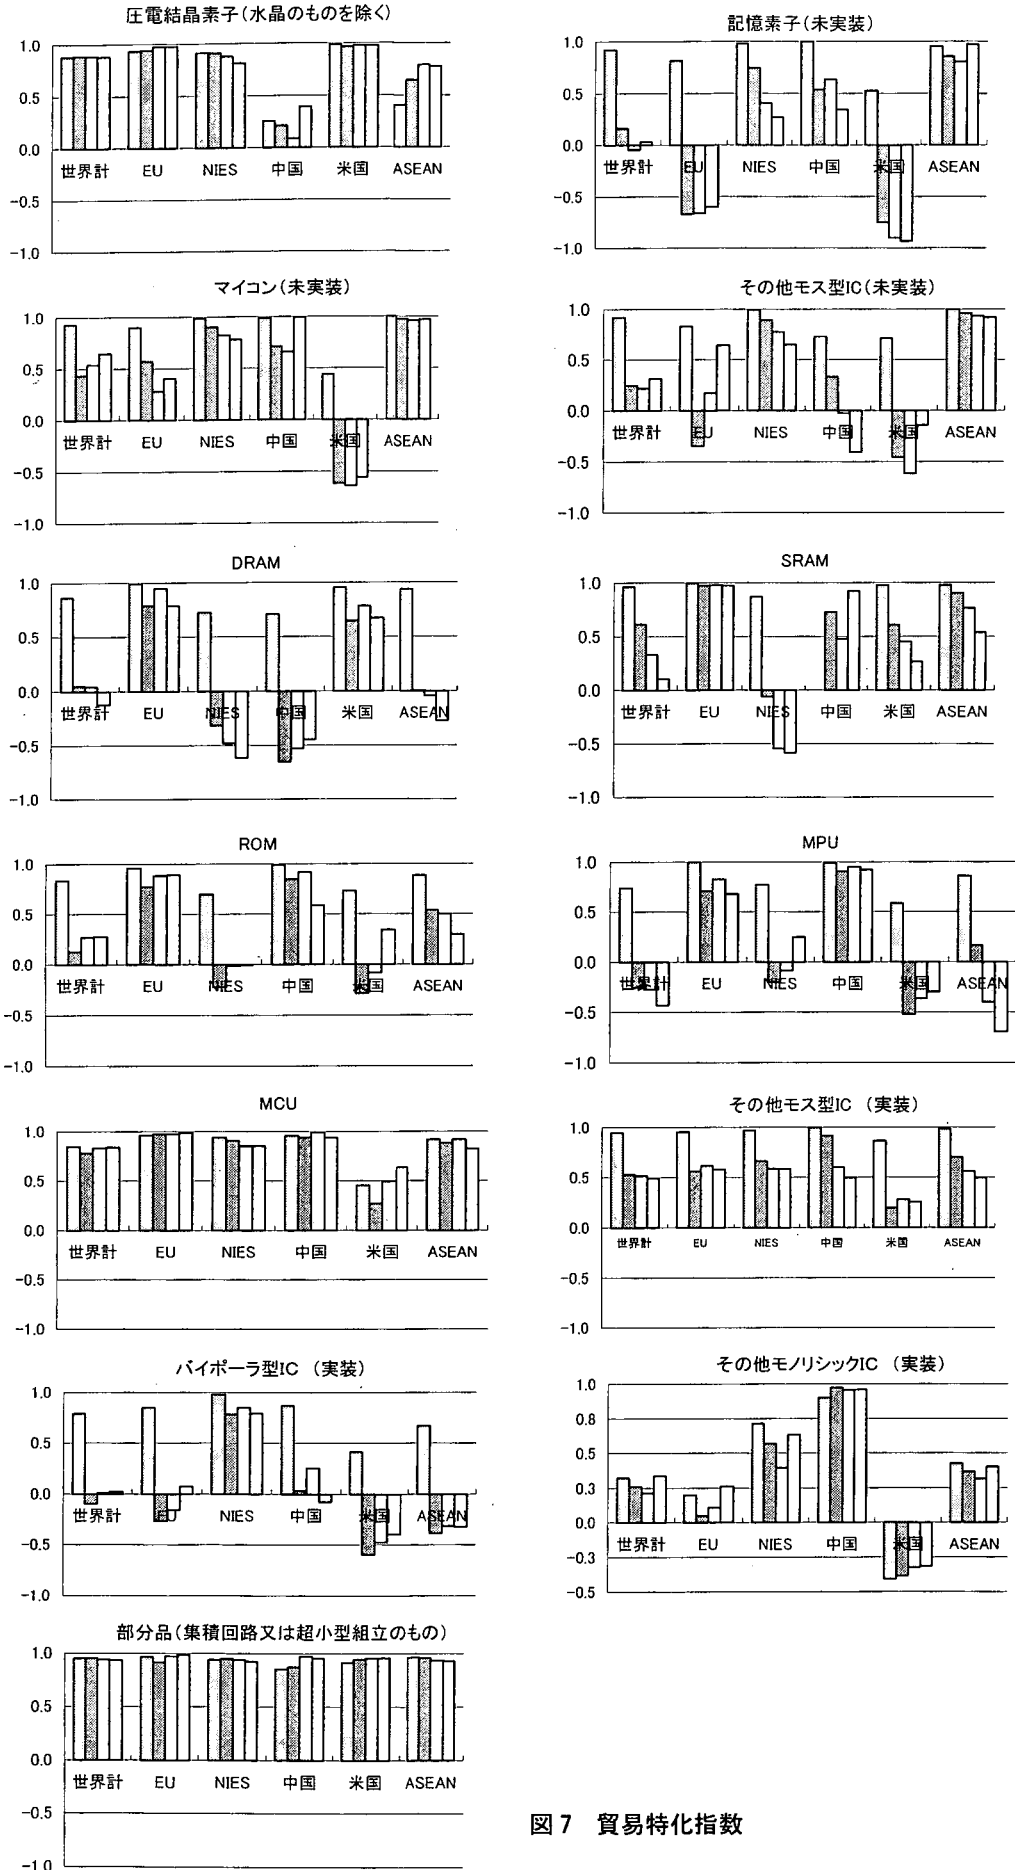 圧電結晶素子(水晶のものを除く)
1.0
0.5
0.0
世界計 EU NIES 中国 米国 ASEAN
-0.5
-1.0
記憶素子(未実装)
1.0
0.5
0.0
世界計 EU NIES 中国 米国 ASEAN
-0.5
-1.0
マイコン(未実装)
1.0
0.5
0.0
世界計 EU NIES 中国 米国 ASEAN
-0.5
-1.0
その他モス型IC(未実装)
1.0
0.5
0.0
世界計 EU NIES 中国 米国 ASEAN
-0.5
-1.0
DRAM
1.0
0.5
0.0
世界計 EU NIES 中国 米国 ASEAN
-0.5
-1.0
SRAM
1.0
0.5
0.0
世界計 EU NIES 中国 米国 ASEAN
-0.5
-1.0
ROM
1.0
0.5
0.0
世界計 EU NIES 中国 米国 ASEAN
-0.5
-1.0
MPU
1.0
0.5
0.0
世界計 EU NIES 中国 米国 ASEAN
-0.5
-1.0
MCU
1.0
0.5
0.0
世界計 EU NIES 中国 米国 ASEAN
-0.5
-1.0
その他モス型IC (実装)
1.0
0.5
0.0
世界計 EU NIES 中国 米国 ASEAN
-0.5
-1.0
バイポーラ型IC (実装)
1.0
0.5
0.0
世界計 EU NIES 中国 米国 ASEAN
-0.5
-1.0
その他モノリシックIC (実装)
1.0
0.8
0.5
0.3
0.0
世界計 EU NIES 中国 米国 ASEAN
-0.3
-0.5
部分品(集積回路又は超小型組立のもの)
1.0
0.5
0.0
世界計 EU NIES 中国 米国 ASEAN
-0.5
-1.0
図7 貿易特化指数